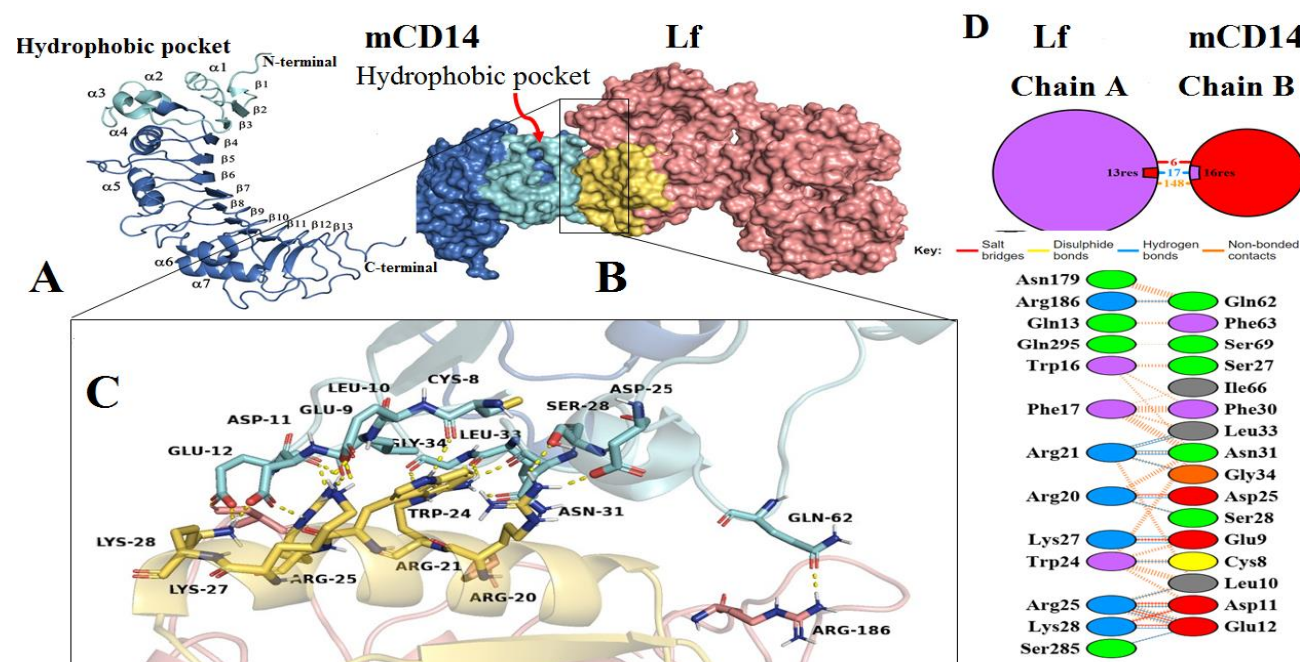 Hydrophobic pocket
α1
N-terminal
α2
α3
β1
β2
β3
α4
β4
β5
α5
β6
β7
β8
β9
β10
β11
β12
β13
α6
α7
C-terminal
A
mCD14
Lf
Hydrophobic pocket
B
C
LEU-10
CYS-8
ASP-25
ASP-11
GLU-9
SER-28
GLU-12
GLY-34
LEU-33
TRP-24
ASN-31
GLN-62
LYS-28
LYS-27
ARG-25
ARG-21
ARG-20
ARG-186
D
Lf
mCD14
Chain A
Chain B
6
13res
17
16res
148
Key:
Salt bridges
Disulphide bonds
Hydrogen bonds
Non-bonded contacts
Asn179
Arg186
Gln62
Gln13
Phe63
Gln295
Ser69
Trp16
Ser27
Ile66
Phe17
Phe30
Leu33
Arg21
Asn31
Gly34
Arg20
Asp25
Ser28
Lys27
Glu9
Trp24
Cys8
Leu10
Arg25
Asp11
Lys28
Glu12
Ser285